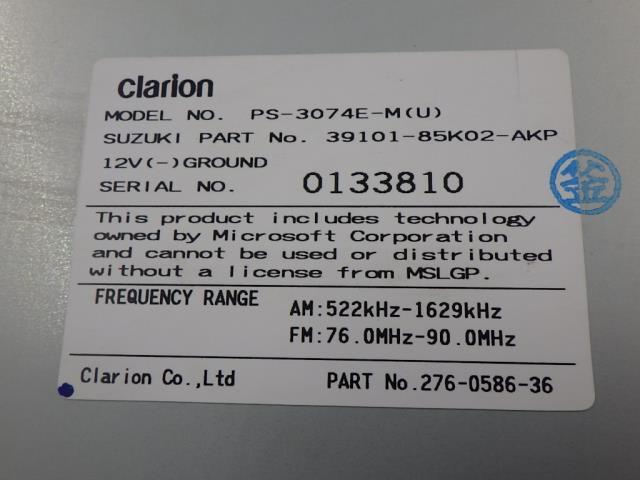 clarion
MODEL NO. PS-3074E-M(U)
SUZUKI PART No. 39101-85K02-AKP
12V(-)GROUND
SERIAL NO. 0133810
釜
This product includes technology
owned by Microsoft Corporation
and cannot be used or distributed
without a license from MSLGP.
FREQUENCY RANGE AM:522kHz-1629kHz
FM:76.0MHz-90.0MHz
Clarion Co.,Ltd PART No.276-0586-36